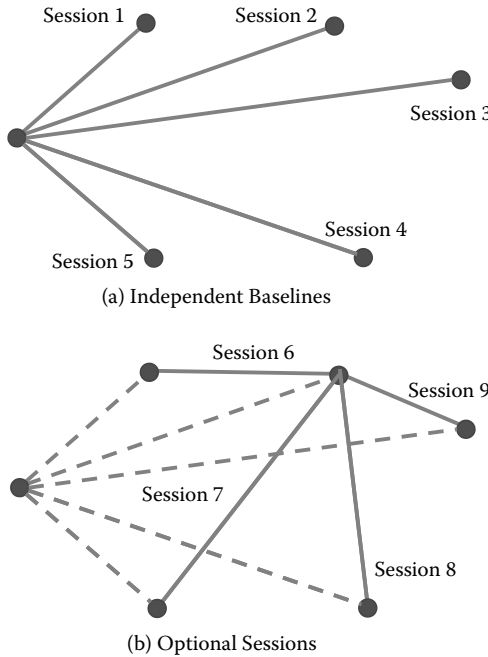 Session 1
Session 2
Session 3
Session 4
Session 5
(a) Independent Baselines
Session 6
Session 9
Session 7
Session 8
(b) Optional Sessions